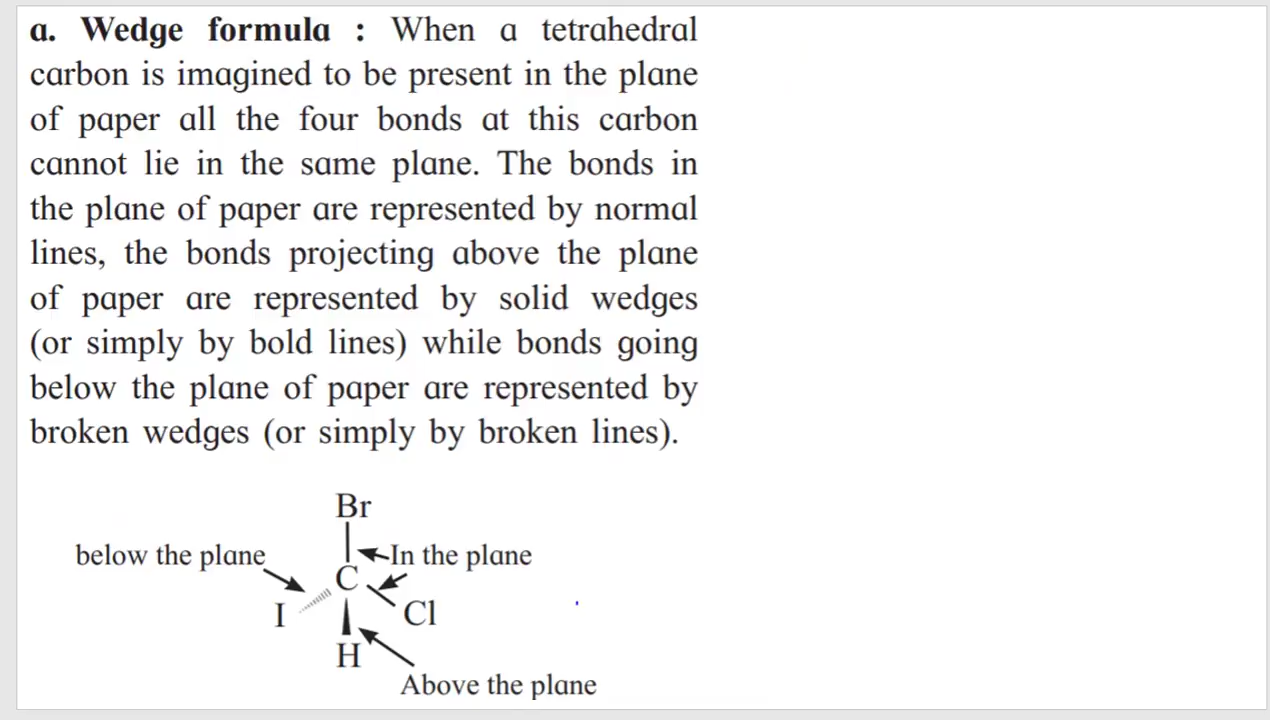 a. Wedge formula : When a tetrahedral
carbon is imagined to be present in the plane
of paper all the four bonds at this carbon
cannot lie in the same plane. The bonds in
the plane of paper are represented by normal
lines, the bonds projecting above the plane
of paper are represented by solid wedges
(or simply by bold lines) while bonds going
below the plane of paper are represented by
broken wedges (or simply by broken lines).
Br
below the plane
In the plane
C
I
Cl
H
Above the plane